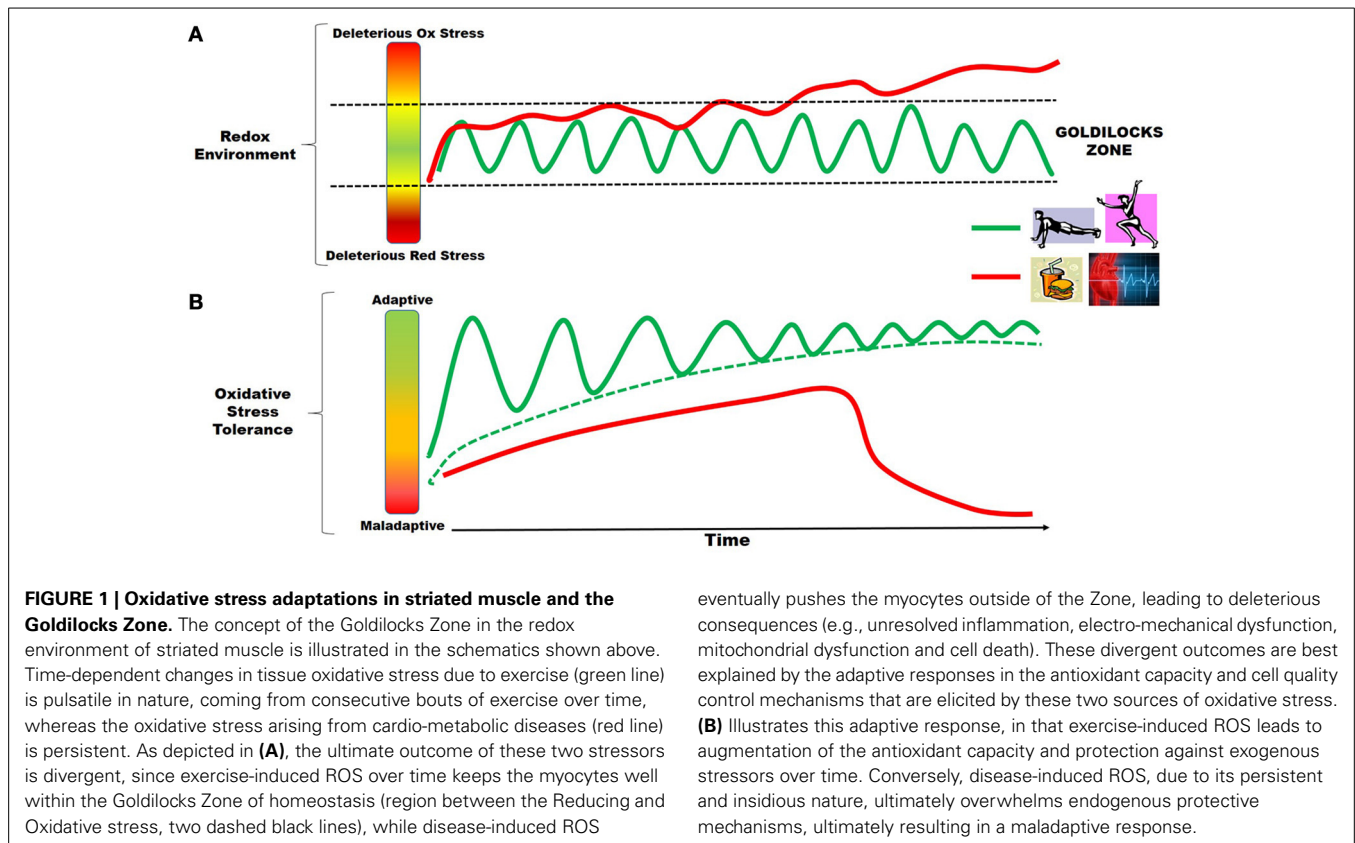 A
Deleterious Ox Stress
Redox
Environment
GOLDILOCKS
ZONE
Deleterious Red Stress
B
Adaptive
Oxidative
Stress
Tolerance
Maladaptive
Time
FIGURE 1 | Oxidative stress adaptations in striated muscle and the
Goldilocks Zone. The concept of the Goldilocks Zone in the redox
environment of striated muscle is illustrated in the schematics shown above.
Time-dependent changes in tissue oxidative stress due to exercise (green line)
is pulsatile in nature, coming from consecutive bouts of exercise over time,
whereas the oxidative stress arising from cardio-metabolic diseases (red line)
is persistent. As depicted in (A), the ultimate outcome of these two stressors
is divergent, since exercise-induced ROS over time keeps the myocytes well
within the Goldilocks Zone of homeostasis (region between the Reducing and
Oxidative stress, two dashed black lines), while disease-induced ROS
eventually pushes the myocytes outside of the Zone, leading to deleterious
consequences (e.g., unresolved inflammation, electro-mechanical dysfunction,
mitochondrial dysfunction and cell death). These divergent outcomes are best
explained by the adaptive responses in the antioxidant capacity and cell quality
control mechanisms that are elicited by these two sources of oxidative stress.
(B) Illustrates this adaptive response, in that exercise-induced ROS leads to
augmentation of the antioxidant capacity and protection against exogenous
stressors over time. Conversely, disease-induced ROS, due to its persistent
and insidious nature, ultimately overwhelms endogenous protective
mechanisms, ultimately resulting in a maladaptive response.